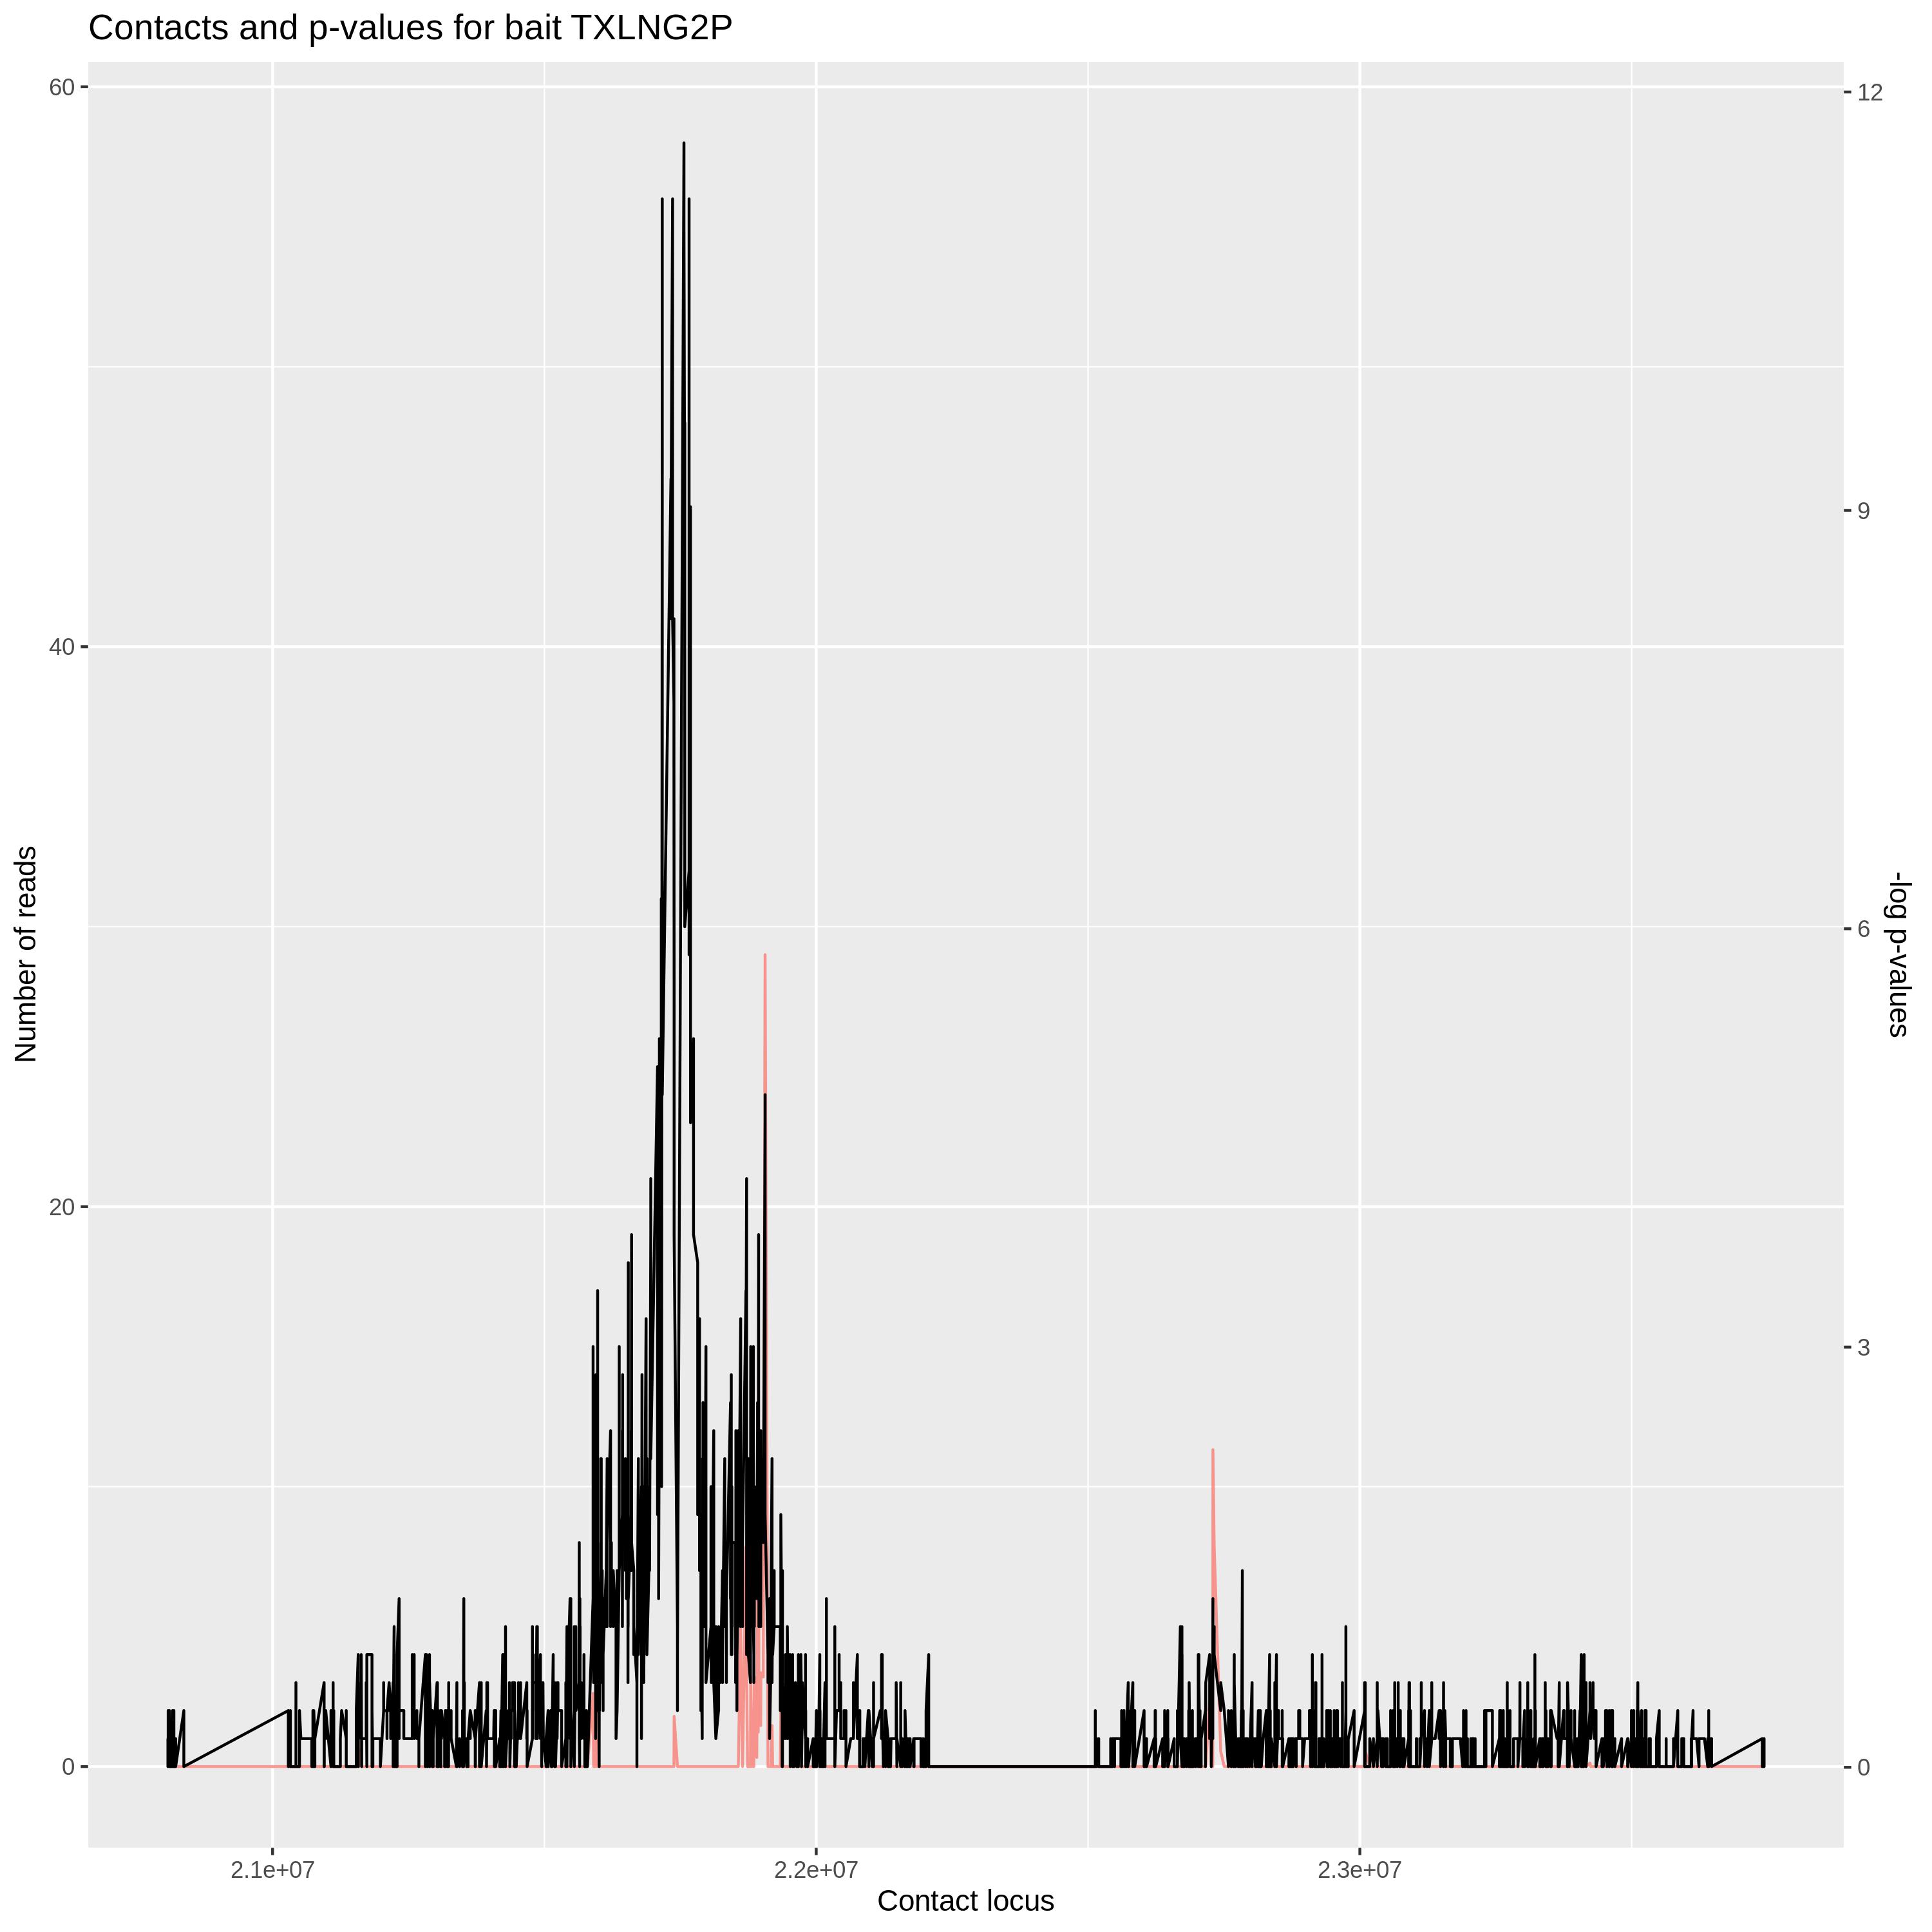 Contacts and p-values for bait TXLNG2P
60
40
20
0
12
9
6
3
0
Number of reads
-log p-values
2.1e+07
2.2e+07
2.3e+07
Contact locus